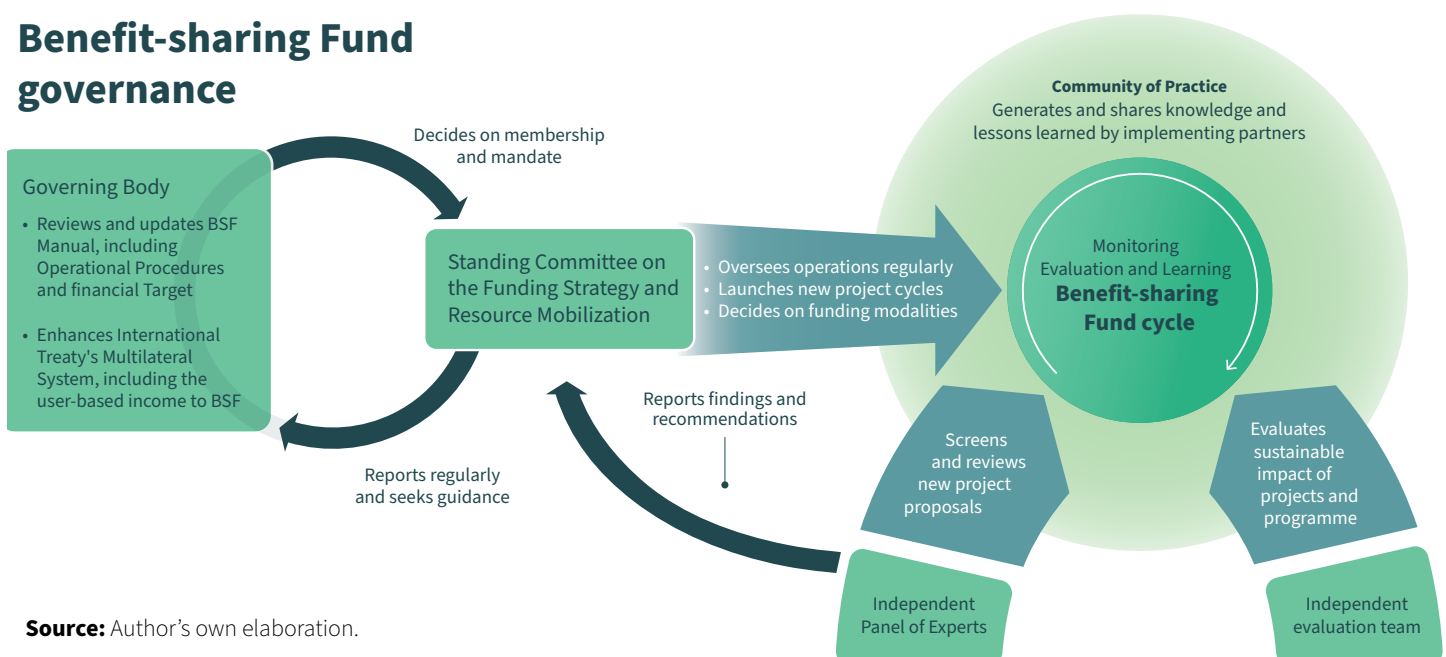 Benefit-sharing Fund
governance
Governing Body
• Reviews and updates BSF
Manual, including
Operational Procedures
and financial Target
• Enhances International
Treaty's Multilateral
System, including the
user-based income to BSF
Decides on membership
and mandate
Standing Committee on
the Funding Strategy and
Resource Mobilization
Reports regularly
and seeks guidance
• Oversees operations regularly
• Launches new project cycles
• Decides on funding modalities
Reports findings and
recommendations
Community of Practice
Generates and shares knowledge and
lessons learned by implementing partners
Monitoring
Evaluation and Learning
Benefit-sharing
Fund cycle
Screens
and reviews
new project
proposals
Evaluates
sustainable
impact of
projects and
programme
Independent
Panel of Experts
Independent
evaluation team
Source: Author's own elaboration.